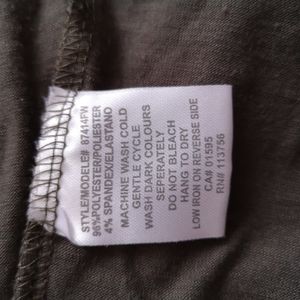 STYLE/MODELE# 87414PW
96%POLYESTER/POLIESTER
4% SPANDEX/ELASTANO
MACHINE WASH COLD
GENTLE CYCLE
WASH DARK COLOURS
SEPERATELY
DO NOT BLEACH
HANG TO DRY
LOW IRON ON REVERSE SIDE
CA# 01595
RN# 113756